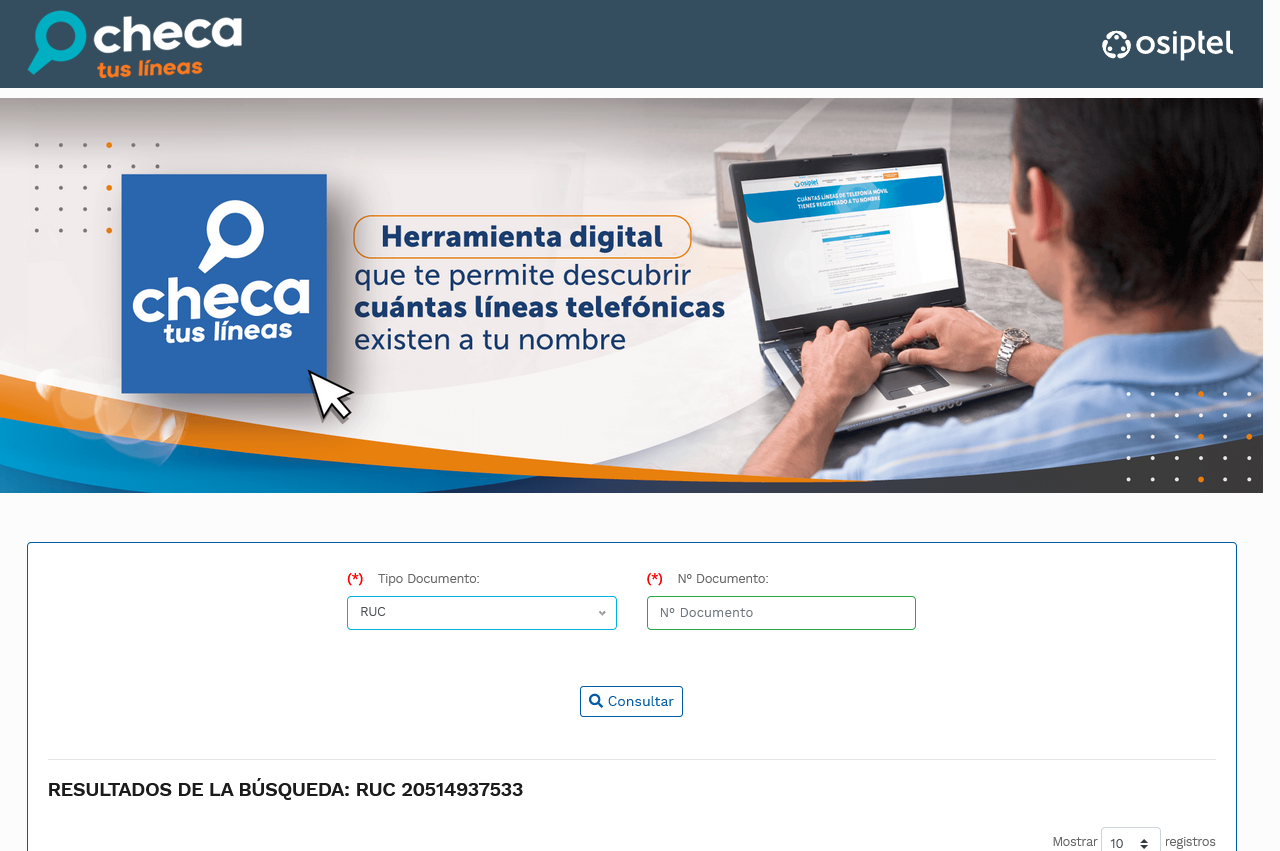 checa
tus líneas
osiptel
checa
tus líneas
Herramienta digital
que te permite descubrir
cuántas líneas telefónicas
existen a tu nombre
osiptel
CUÁNTAS LÍNEAS DE TELEFONÍA MÓVIL
TIENES REGISTRADO A TU NOMBRE
(*) Tipo Documento:
(*) N° Documento:
RUC
N° Documento
Consultar
RESULTADOS DE LA BÚSQUEDA: RUC 20514937533
Mostrar 10 registros